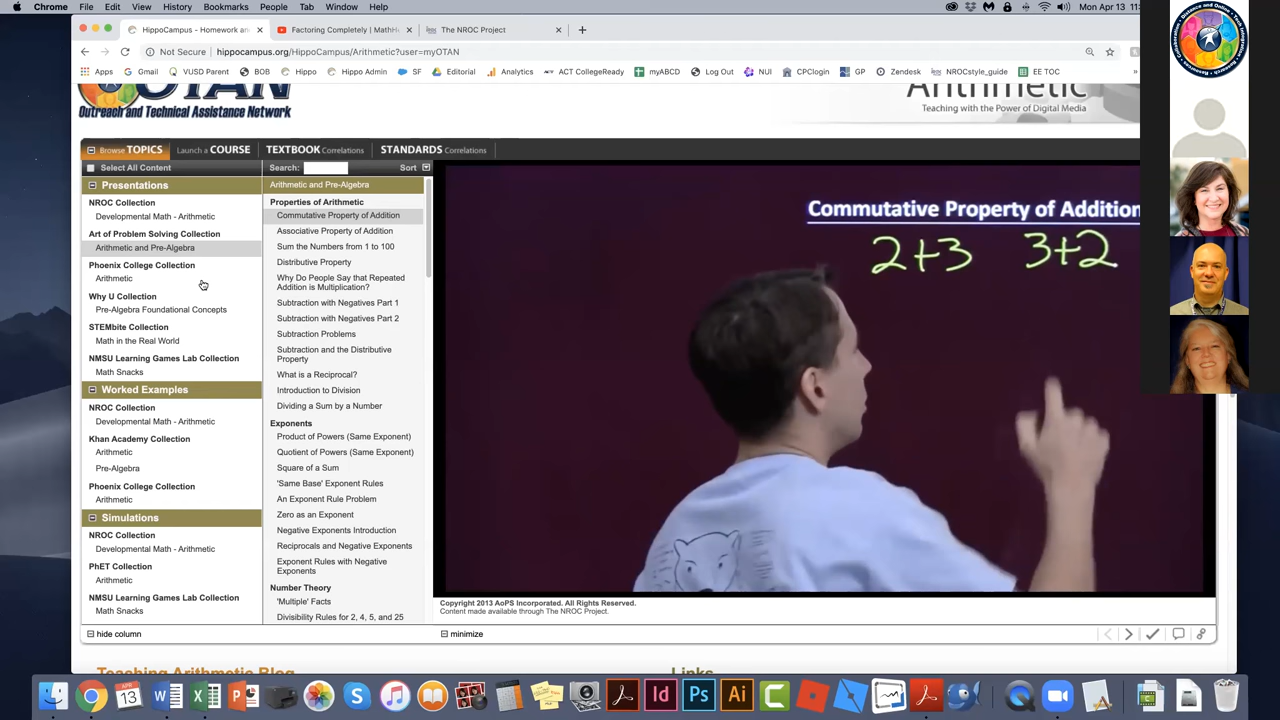 Chrome File Edit View History Bookmarks People Tab Window Help
Mon Apr 13
HippoCampus - Homework an
Factoring Completely | MathH
The NROC Project
Not Secure hippocampus.org/HippoCampus/Arithmetic?user=myOTAN
Apps Gmail VUSD Parent BOB Hippo Hippo Admin SF Editorial Analytics ACT CollegeReady myABCD Log Out NUI CPClogin GP Zendesk NROCstyle_guide EE TOC
OTAN
Outreach and Technical Assistance Network
Arithmetic
Teaching with the Power of Digital Media
Browse TOPICS Launch a COURSE TEXTBOOK Correlations STANDARDS Correlations
Select All Content
Presentations
NROC Collection
Developmental Math - Arithmetic
Art of Problem Solving Collection
Arithmetic and Pre-Algebra
Phoenix College Collection
Arithmetic
Why U Collection
Pre-Algebra Foundational Concepts
STEMbite Collection
Math in the Real World
NMSU Learning Games Lab Collection
Math Snacks
Worked Examples
NROC Collection
Developmental Math - Arithmetic
Khan Academy Collection
Arithmetic
Pre-Algebra
Phoenix College Collection
Arithmetic
Simulations
NROC Collection
Developmental Math - Arithmetic
PhET Collection
Arithmetic
NMSU Learning Games Lab Collection
Math Snacks
hide column
Search: Sort
Arithmetic and Pre-Algebra
Properties of Arithmetic
Commutative Property of Addition
Associative Property of Addition
Sum the Numbers from 1 to 100
Distributive Property
Why Do People Say that Repeated
Addition is Multiplication?
Subtraction with Negatives Part 1
Subtraction with Negatives Part 2
Subtraction Problems
Subtraction and the Distributive
Property
What is a Reciprocal?
Introduction to Division
Dividing a Sum by a Number
Exponents
Product of Powers (Same Exponent)
Quotient of Powers (Same Exponent)
Square of a Sum
'Same Base' Exponent Rules
An Exponent Rule Problem
Zero as an Exponent
Negative Exponents Introduction
Reciprocals and Negative Exponents
Exponent Rules with Negative
Exponents
Number Theory
'Multiple' Facts
Divisibility Rules for 2, 4, 5, and 25
Commutative Property of Addition
2+3 3+2
Copyright 2013 AoPS Incorporated. All Rights Reserved.
Content made available through The NROC Project.
minimize
Teaching Arithmetic Blog
Links
APR
13
W X P S Id Ps Ai C